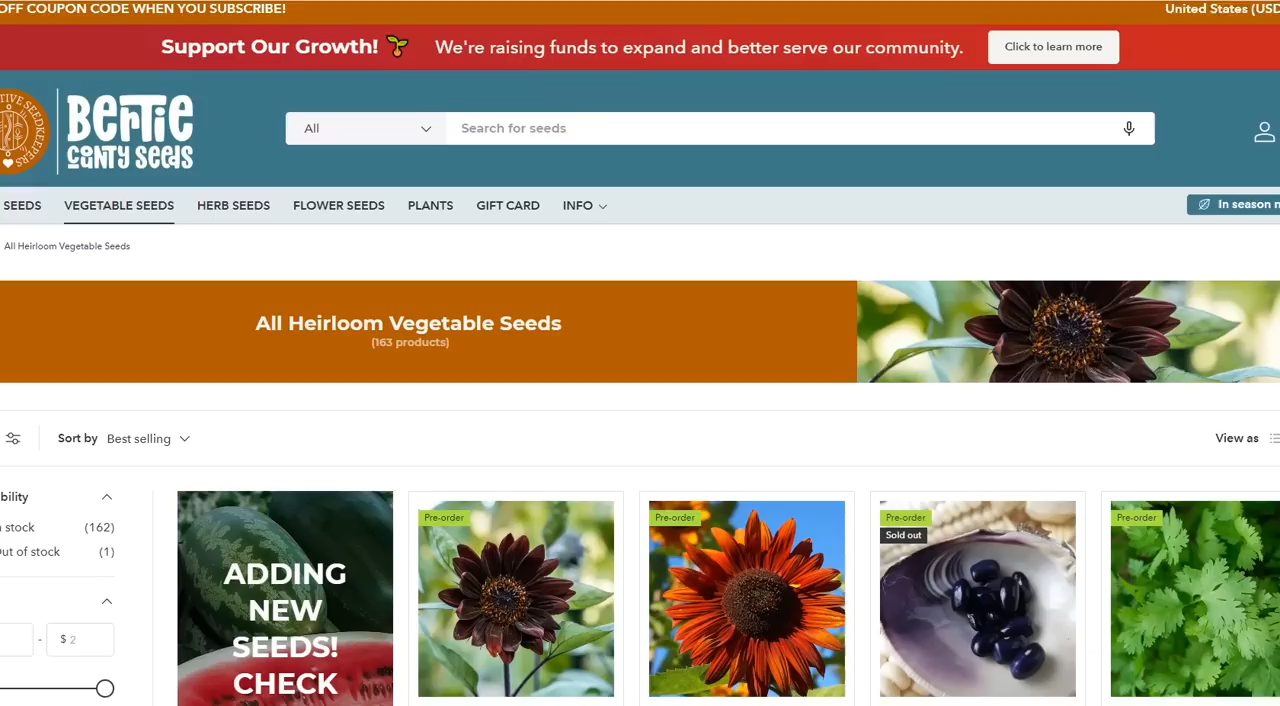 OFF COUPON CODE WHEN YOU SUBSCRIBE!
United States (USD
Support Our Growth! We're raising funds to expand and better serve our community. Click to learn more
TIVE SEEDKEEPERS
BERTIE
COUNTY SEEDS
All
Search for seeds
SEEDS VEGETABLE SEEDS HERB SEEDS FLOWER SEEDS PLANTS GIFT CARD INFO
In season n
All Heirloom Vegetable Seeds
All Heirloom Vegetable Seeds
(163 products)
Sort by Best selling
View as
bility
n stock (162)
Out of stock (1)
- $ 2
ADDING
NEW
SEEDS!
CHECK
Pre-order
Pre-order
Pre-order
Sold out
Pre-order